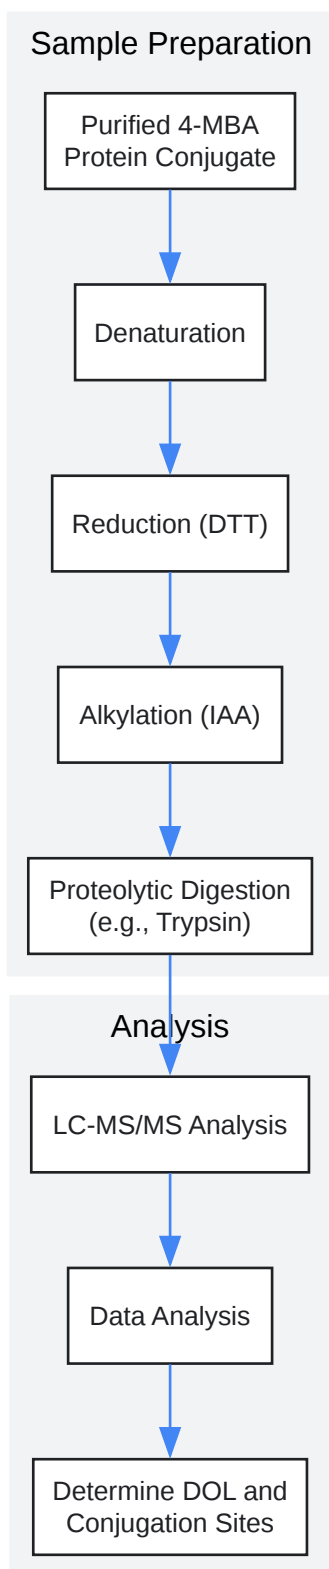 Sample Preparation
Purified 4-MBA
Protein Conjugate
Denaturation
Reduction (DTT)
Alkylation (IAA)
Proteolytic Digestion
(e.g., Trypsin)
Analysis
LC-MS/MS Analysis
Data Analysis
Determine DOL and
Conjugation Sites